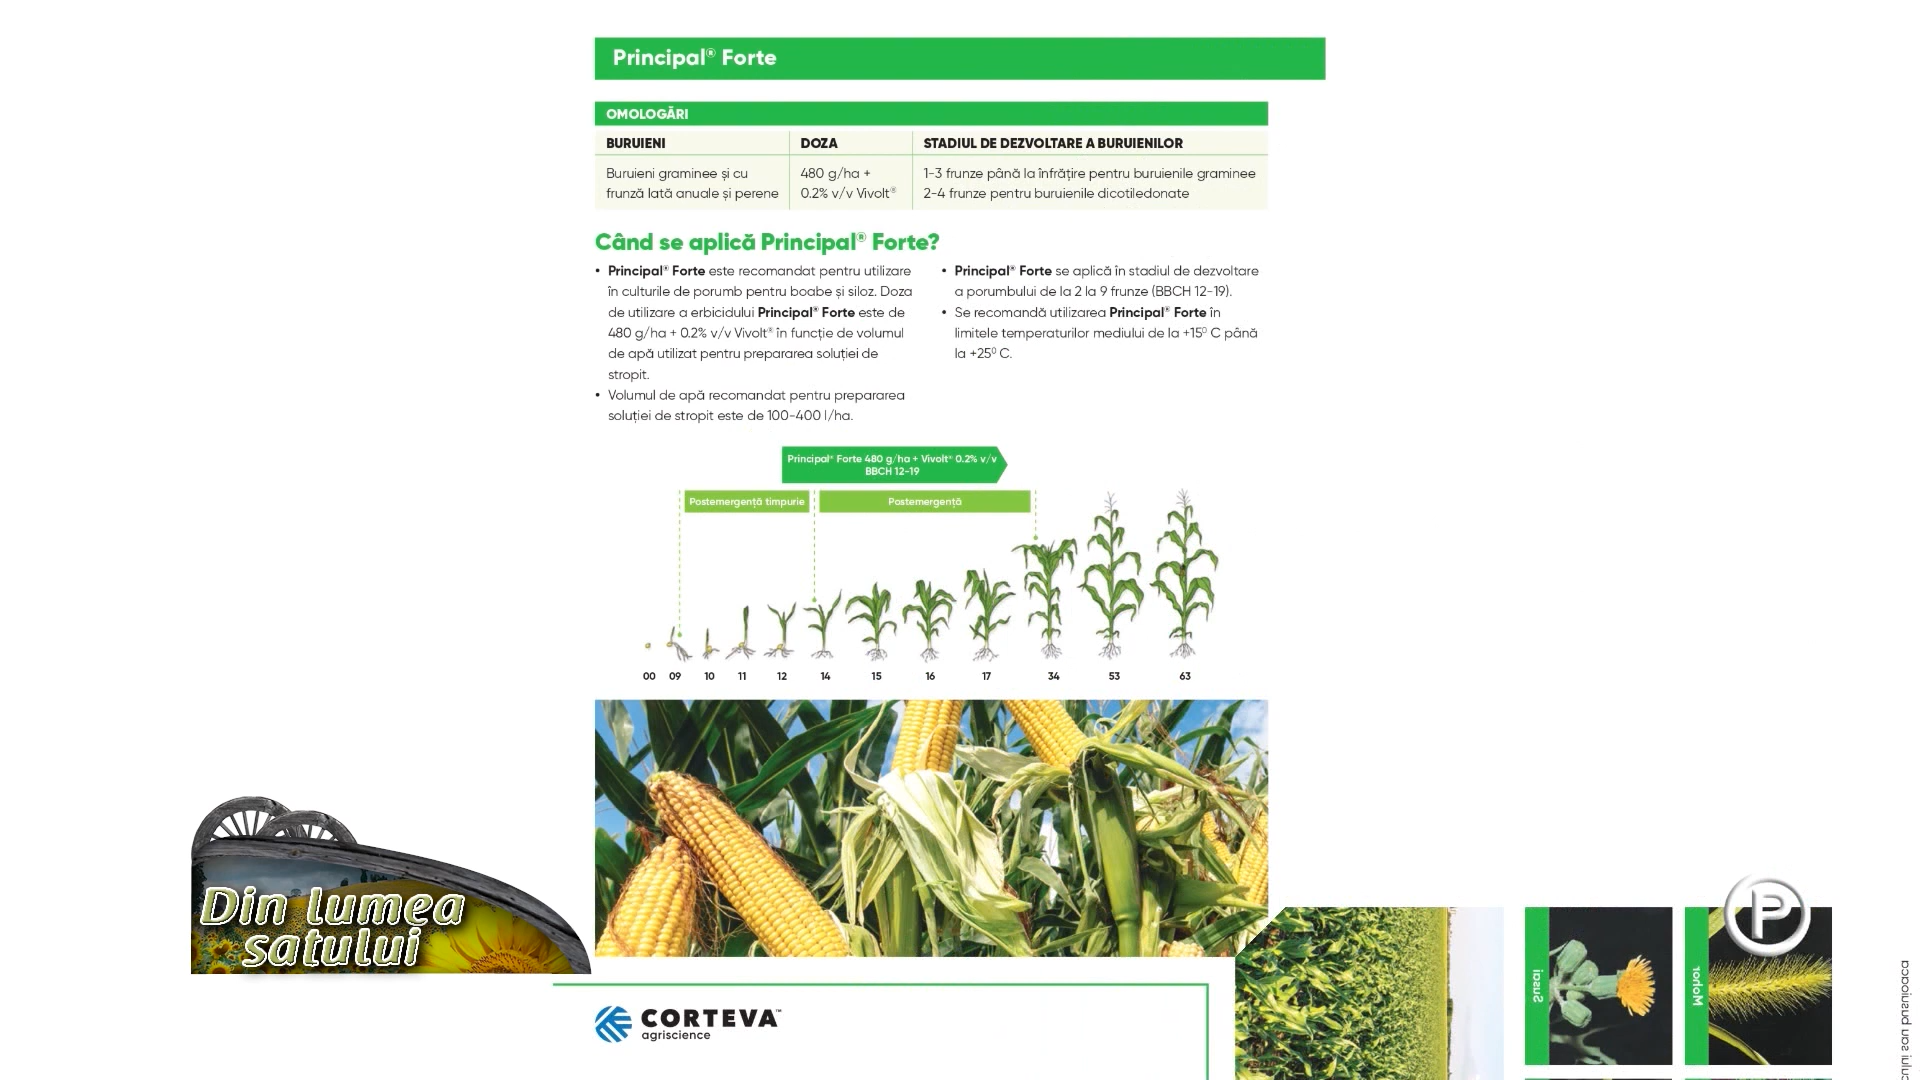 Principal® Forte
OMOLOGĂRI
BURUIENI
DOZA
STADIUL DE DEZVOLTARE A BURUIENILOR
Buruieni graminee și cu
frunză lată anuale și perene
480 g/ha +
0.2% v/v Vivolt®
1-3 frunze până la înfrățire pentru buruienile graminee
2-4 frunze pentru buruienile dicotiledonate
Când se aplică Principal® Forte?
• Principal® Forte este recomandat pentru utilizare
în culturile de porumb pentru boabe și siloz. Doza
de utilizare a erbicidului Principal® Forte este de
480 g/ha + 0.2% v/v Vivolt® în funcție de volumul
de apă utilizat pentru prepararea soluției de
stropit.
• Volumul de apă recomandat pentru prepararea
soluției de stropit este de 100-400 l/ha.
• Principal® Forte se aplică în stadiul de dezvoltare
a porumbului de la 2 la 9 frunze (BBCH 12-19).
• Se recomandă utilizarea Principal® Forte în
limitele temperaturilor mediului de la +15⁰ C până
la +25⁰ C.
Principal® Forte 480 g/ha + Vivolt® 0.2% v/v
BBCH 12-19
Postemergență timpurie
Postemergență
00 09 10 11 12 14 15 16 17 34 53 63
Din lumea
satului
CORTEVA™
agriscience
Susai
Mohor
P